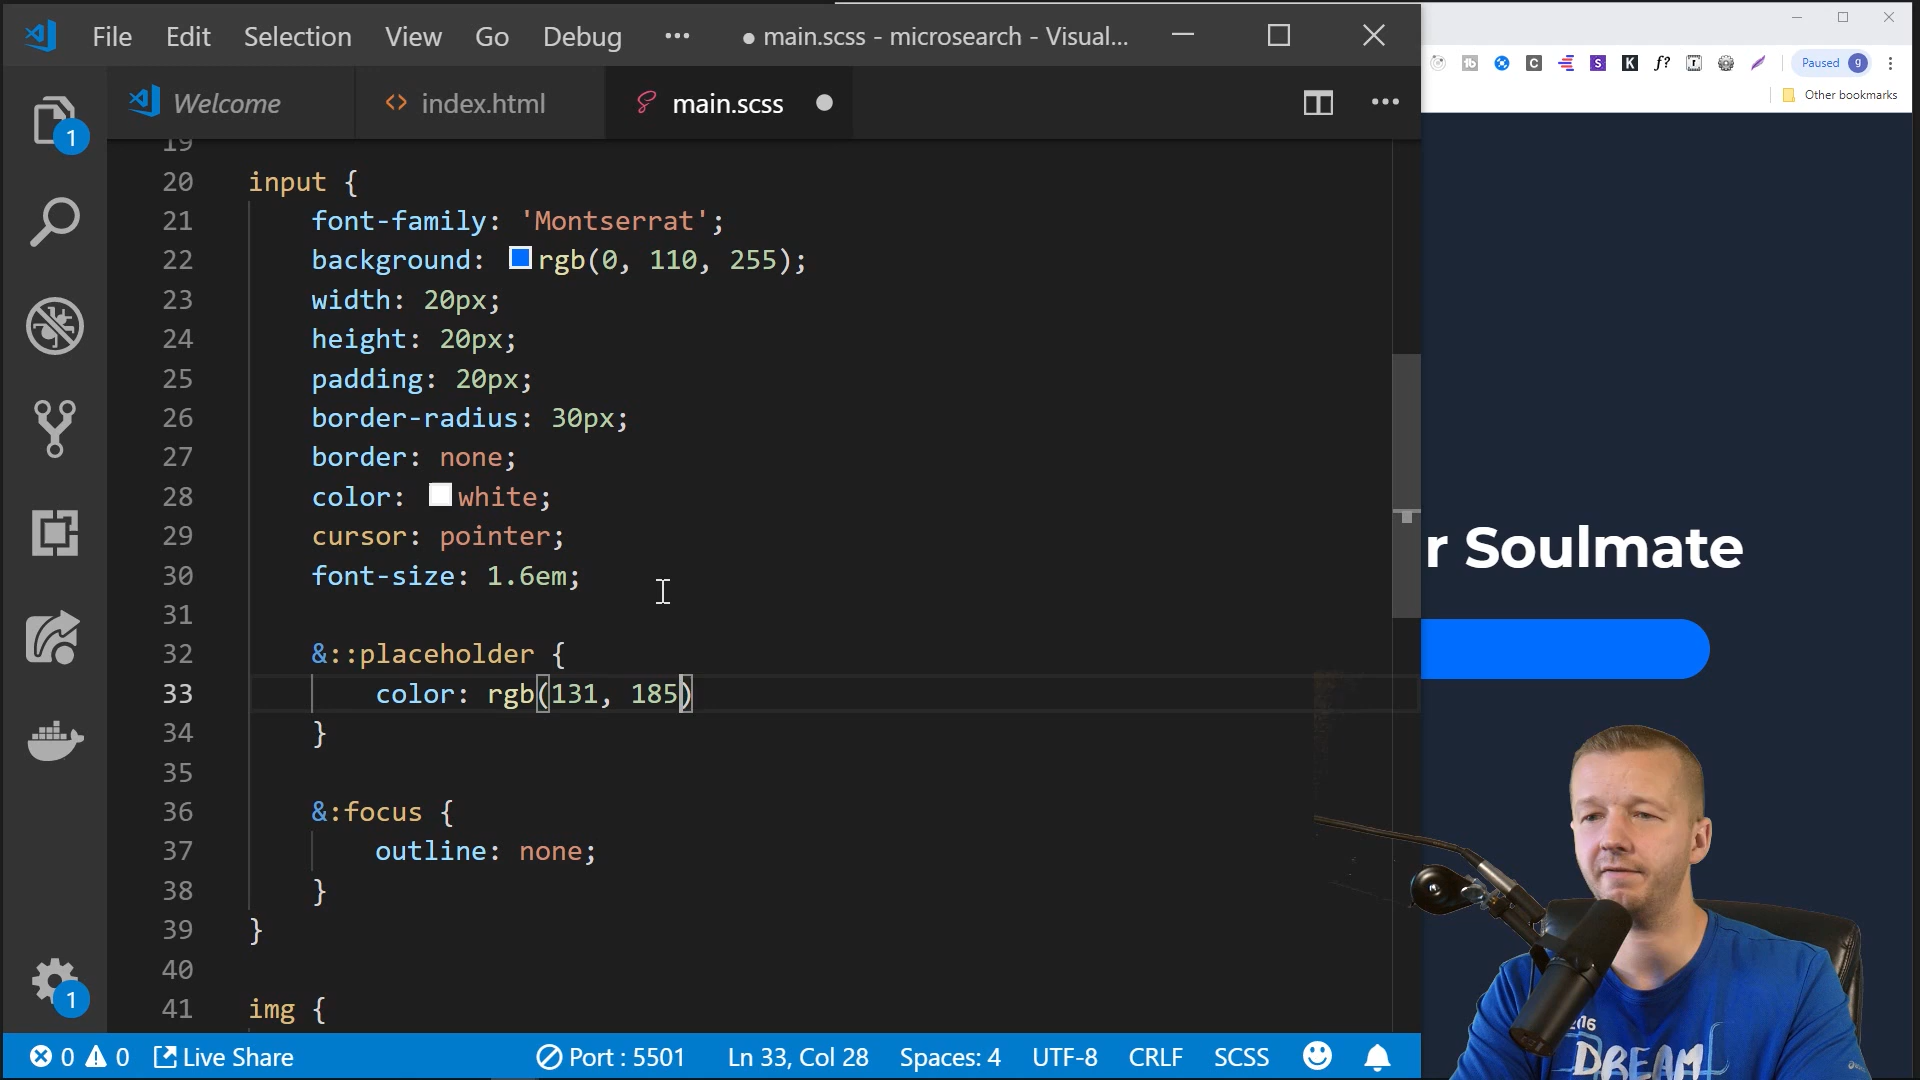 File Edit Selection View Go Debug ••• ● main.scss - microsearch - Visual...
Welcome <> index.html main.scss ● •••
Paused g
Other bookmarks
19
20 input {
21 font-family: 'Montserrat';
22 background: rgb(0, 110, 255);
23 width: 20px;
24 height: 20px;
25 padding: 20px;
26 border-radius: 30px;
27 border: none;
28 color: white;
29 cursor: pointer;
30 font-size: 1.6em;
31
32 &::placeholder {
33 color: rgb(131, 185)
34 }
35
36 &:focus {
37 outline: none;
38 }
39 }
40
41 img {
1
1
r Soulmate
DREAM
0 0 Live Share Port : 5501 Ln 33, Col 28 Spaces: 4 UTF-8 CRLF SCSS